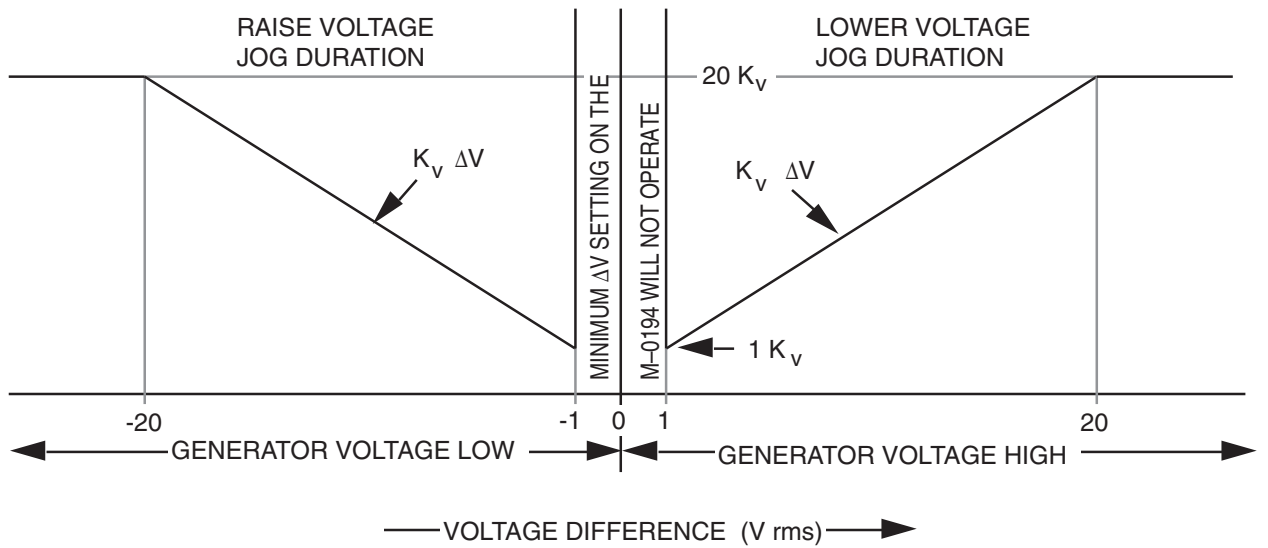 RAISE VOLTAGE
JOG DURATION
LOWER VOLTAGE
JOG DURATION
20 Kv
Kv ΔV
Kv ΔV
MINIMUM ΔV SETTING ON THE
M–0194 WILL NOT OPERATE
1 Kv
-20
-1
0
1
20
GENERATOR VOLTAGE LOW
GENERATOR VOLTAGE HIGH
VOLTAGE DIFFERENCE (V rms)